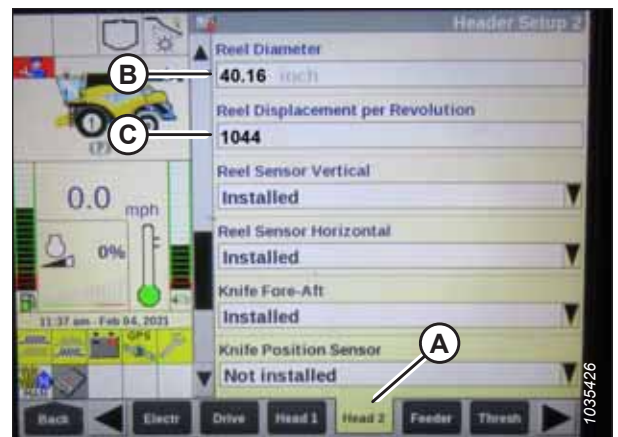 Header Setup 2
Reel Diameter
B
40.16 inch
Reel Displacement per Revolution
C
1044
Reel Sensor Vertical
Installed
0.0 mph
Reel Sensor Horizontal
Installed
0%
Knife Fore-Aft
Installed
11:37 am - Feb 04, 2021
GPS
Knife Position Sensor
A
Not installed
Back
Electr
Drive
Head 1
Head 2
Feeder
Thresh
1035426